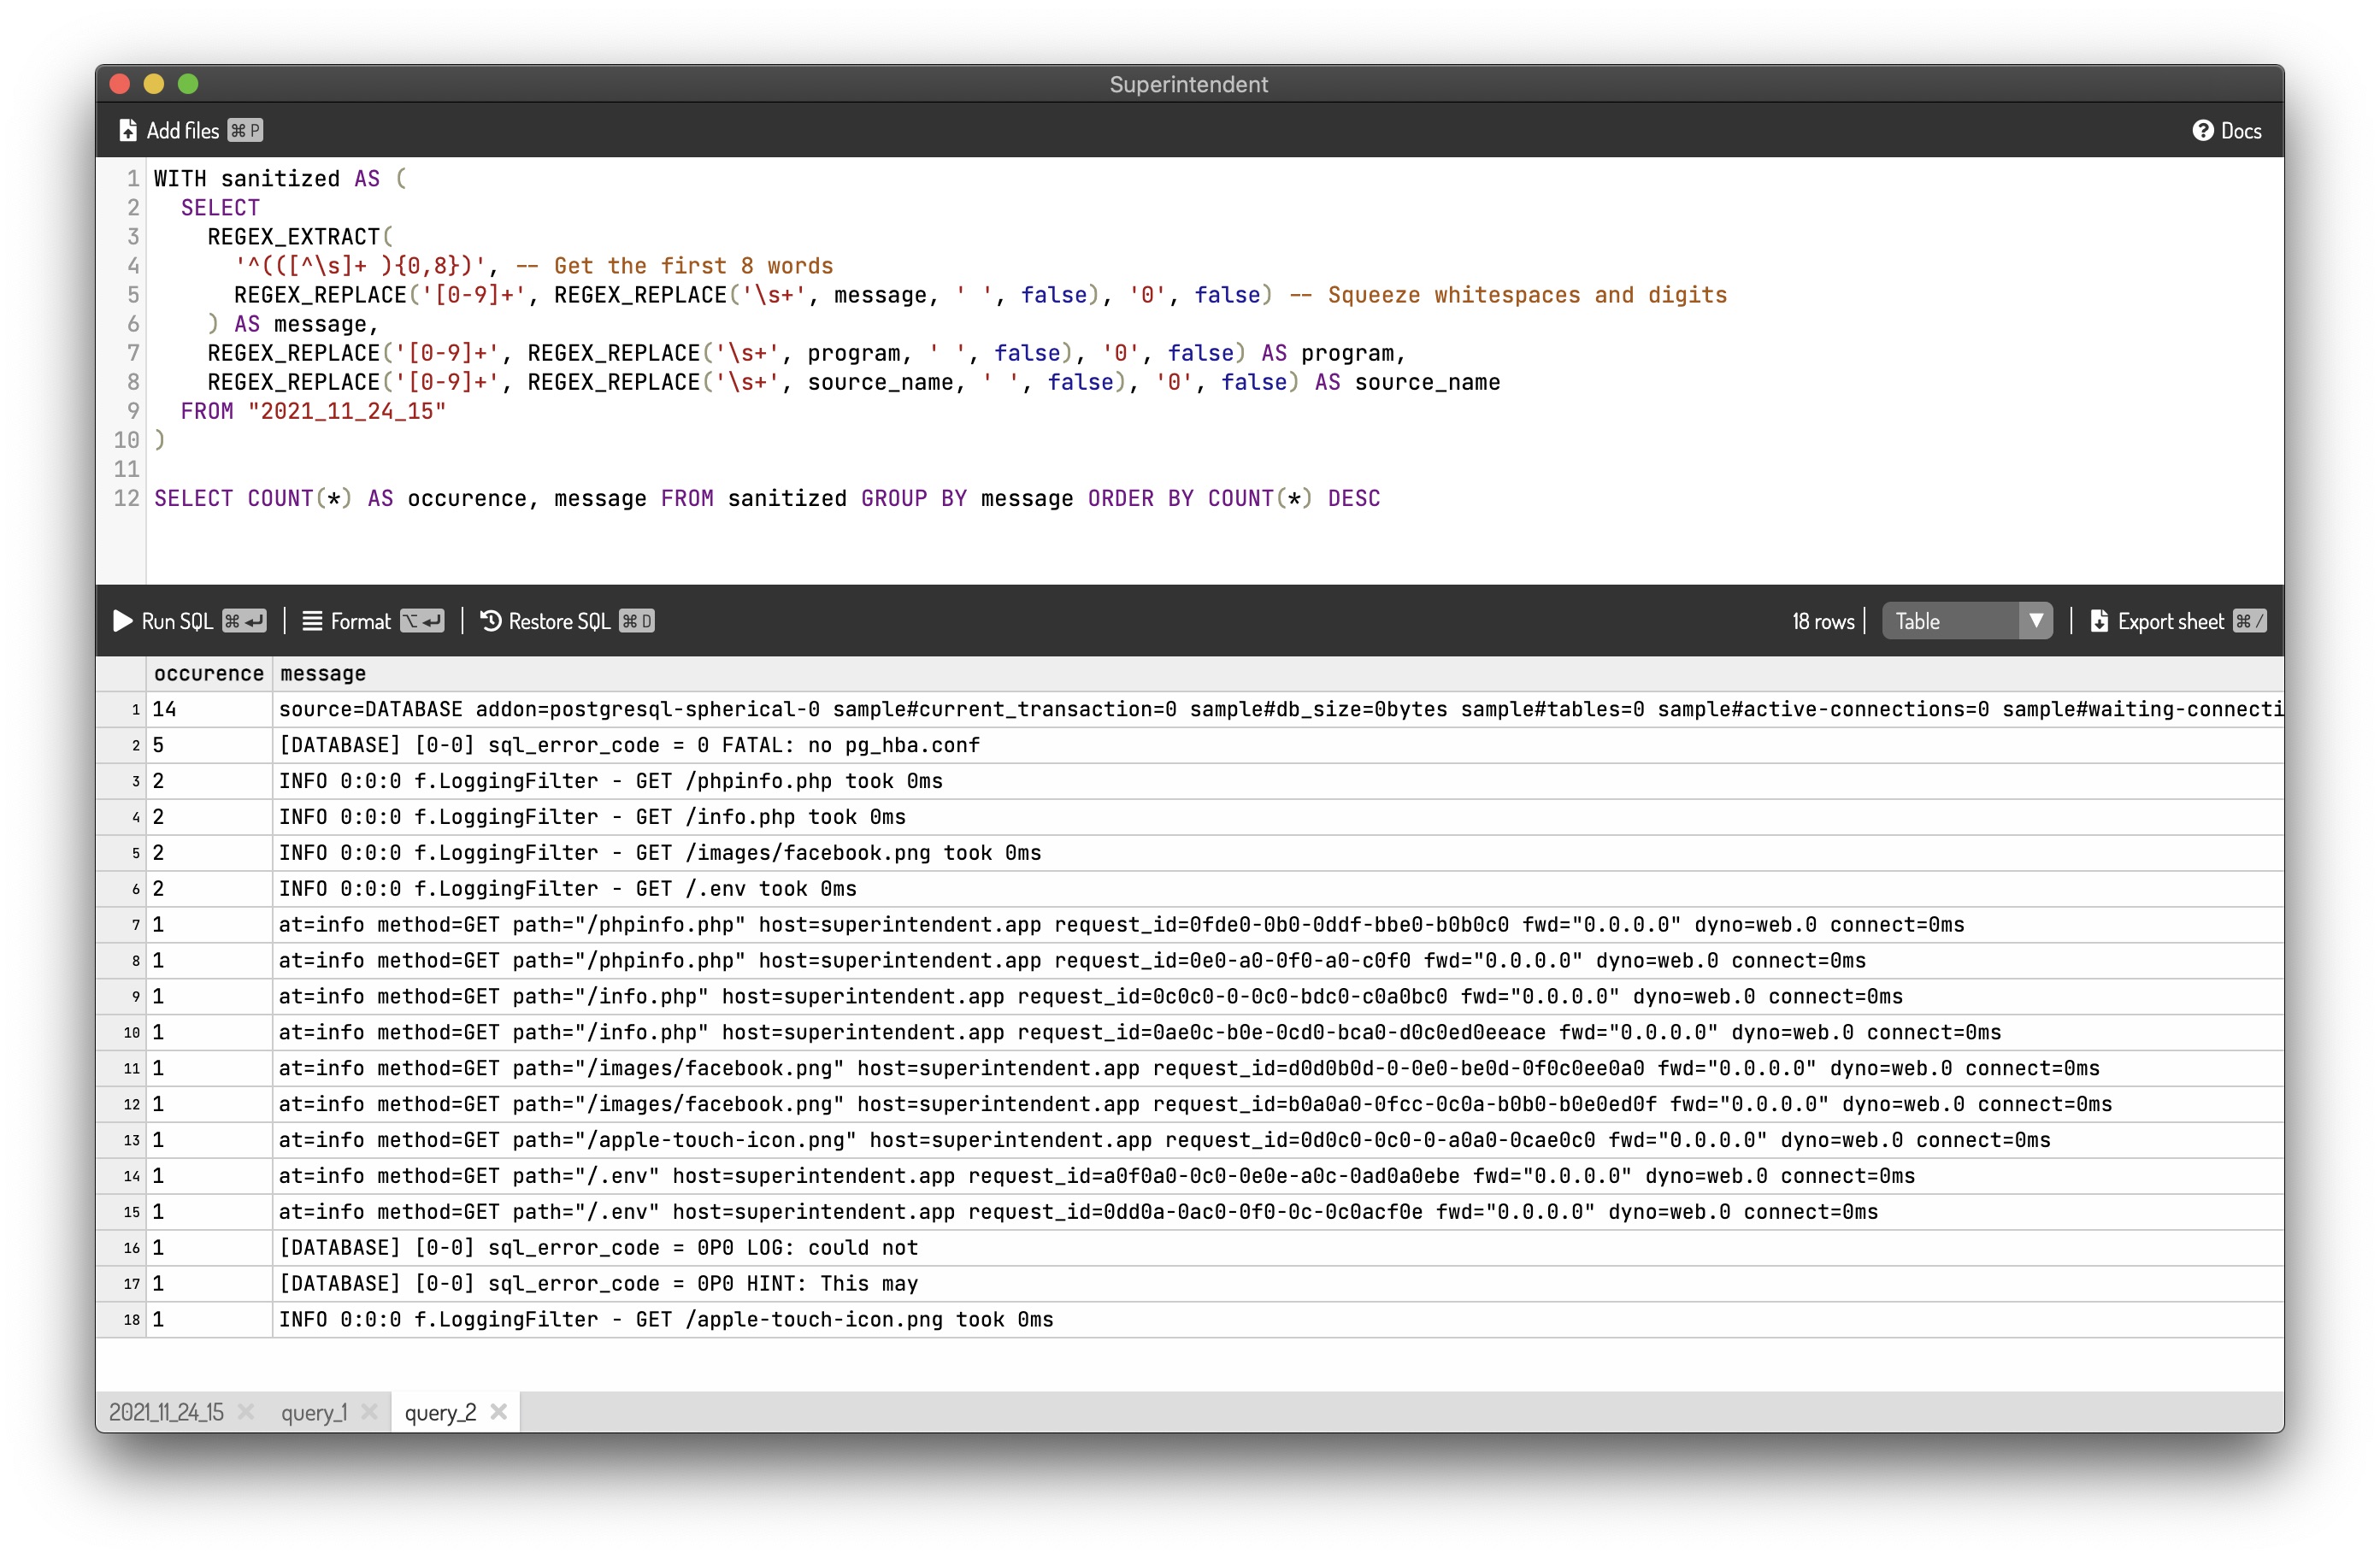 Superintendent
Add files ⌘ P
Docs
1 WITH sanitized AS (
2   SELECT
3     REGEX_EXTRACT(
4       '^(([^\s]+ ){0,8})', -- Get the first 8 words
5       REGEX_REPLACE('[0-9]+', REGEX_REPLACE('\s+', message, ' ', false), '0', false) -- Squeeze whitespaces and digits
6     ) AS message,
7     REGEX_REPLACE('[0-9]+', REGEX_REPLACE('\s+', program, ' ', false), '0', false) AS program,
8     REGEX_REPLACE('[0-9]+', REGEX_REPLACE('\s+', source_name, ' ', false), '0', false) AS source_name
9   FROM "2021_11_24_15"
10 )
11
12 SELECT COUNT(*) AS occurence, message FROM sanitized GROUP BY message ORDER BY COUNT(*) DESC
Run SQL ⌘ ↵ | Format ⌥ ↵ | Restore SQL ⌘ D
18 rows | Table ▼ | Export sheet ⌘ /
occurence message
1 14 source=DATABASE addon=postgresql-spherical-0 sample#current_transaction=0 sample#db_size=0bytes sample#tables=0 sample#active-connections=0 sample#waiting-connecti
2 5 [DATABASE] [0-0] sql_error_code = 0 FATAL: no pg_hba.conf
3 2 INFO 0:0:0 f.LoggingFilter - GET /phpinfo.php took 0ms
4 2 INFO 0:0:0 f.LoggingFilter - GET /info.php took 0ms
5 2 INFO 0:0:0 f.LoggingFilter - GET /images/facebook.png took 0ms
6 2 INFO 0:0:0 f.LoggingFilter - GET /.env took 0ms
7 1 at=info method=GET path="/phpinfo.php" host=superintendent.app request_id=0fde0-0b0-0ddf-bbe0-b0b0c0 fwd="0.0.0.0" dyno=web.0 connect=0ms
8 1 at=info method=GET path="/phpinfo.php" host=superintendent.app request_id=0e0-a0-0f0-a0-c0f0 fwd="0.0.0.0" dyno=web.0 connect=0ms
9 1 at=info method=GET path="/info.php" host=superintendent.app request_id=0c0c0-0-0c0-bdc0-c0a0bc0 fwd="0.0.0.0" dyno=web.0 connect=0ms
10 1 at=info method=GET path="/info.php" host=superintendent.app request_id=0ae0c-b0e-0cd0-bca0-d0c0ed0eeace fwd="0.0.0.0" dyno=web.0 connect=0ms
11 1 at=info method=GET path="/images/facebook.png" host=superintendent.app request_id=d0d0b0d-0-0e0-be0d-0f0c0ee0a0 fwd="0.0.0.0" dyno=web.0 connect=0ms
12 1 at=info method=GET path="/images/facebook.png" host=superintendent.app request_id=b0a0a0-0fcc-0c0a-b0b0-b0e0ed0f fwd="0.0.0.0" dyno=web.0 connect=0ms
13 1 at=info method=GET path="/apple-touch-icon.png" host=superintendent.app request_id=0d0c0-0c0-0-a0a0-0cae0c0 fwd="0.0.0.0" dyno=web.0 connect=0ms
14 1 at=info method=GET path="/.env" host=superintendent.app request_id=a0f0a0-0c0-0e0e-a0c-0ad0a0ebe fwd="0.0.0.0" dyno=web.0 connect=0ms
15 1 at=info method=GET path="/.env" host=superintendent.app request_id=0dd0a-0ac0-0f0-0c-0c0acf0e fwd="0.0.0.0" dyno=web.0 connect=0ms
16 1 [DATABASE] [0-0] sql_error_code = 0P0 LOG: could not
17 1 [DATABASE] [0-0] sql_error_code = 0P0 HINT: This may
18 1 INFO 0:0:0 f.LoggingFilter - GET /apple-touch-icon.png took 0ms
2021_11_24_15 query_1 query_2